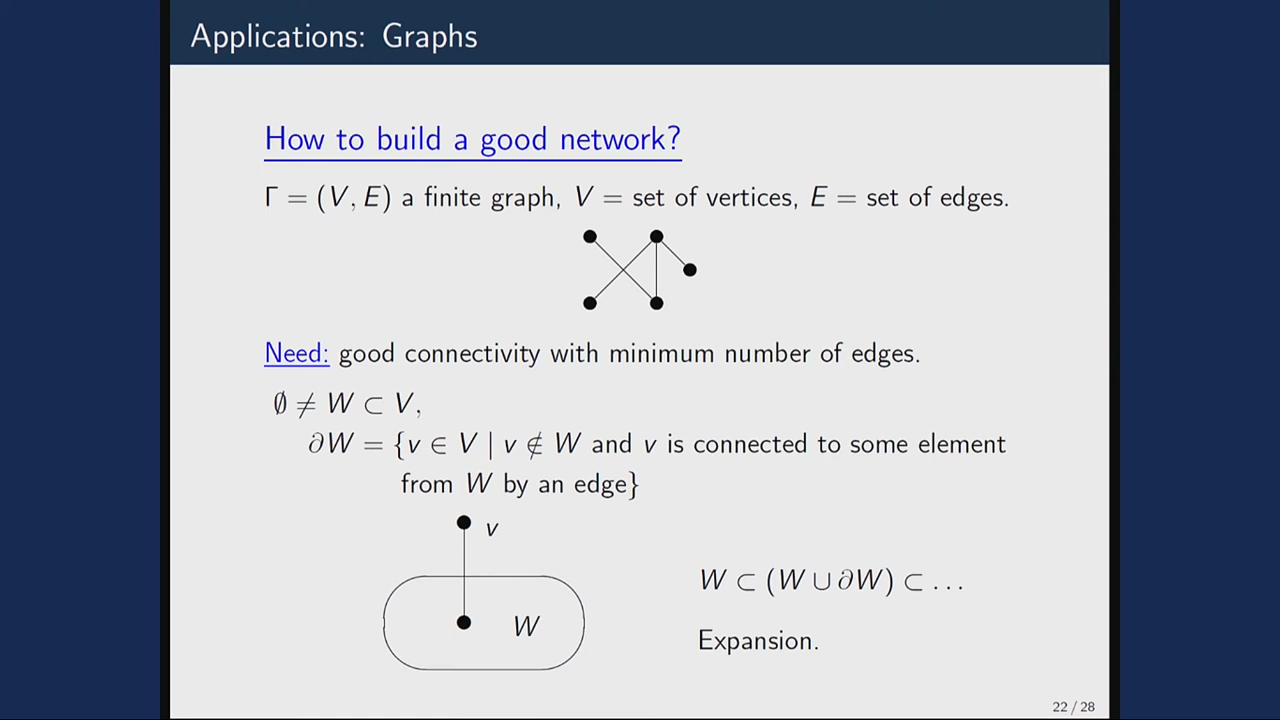 Applications: Graphs
How to build a good network?
Γ = (V, E) a finite graph, V = set of vertices, E = set of edges.
Need: good connectivity with minimum number of edges.
∅ ≠ W ⊂ V,
∂W = {v ∈ V | v ∉ W and v is connected to some element
from W by an edge}
v
W
W ⊂ (W ∪ ∂W) ⊂ …
Expansion.
22 / 28